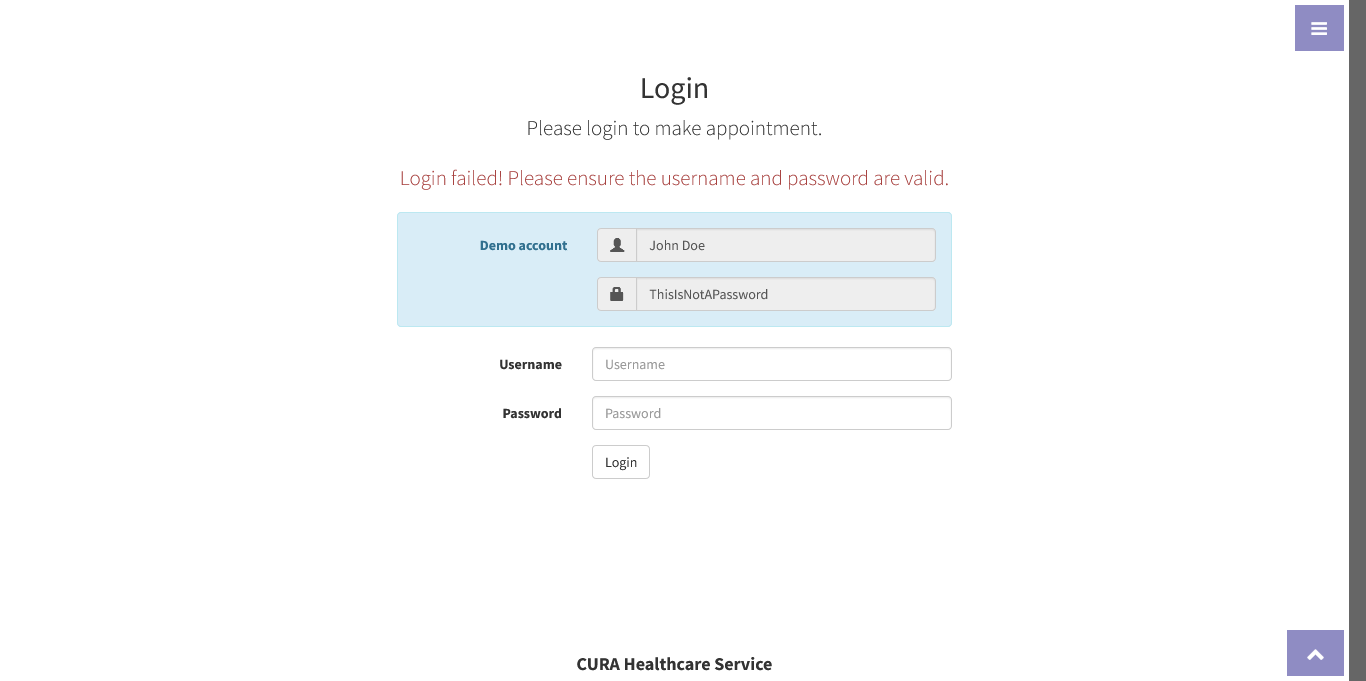 Login
Please login to make appointment.
Login failed! Please ensure the username and password are valid.
Demo account
John Doe
ThisIsNotAPassword
Username
Username
Password
Password
Login
CURA Healthcare Service